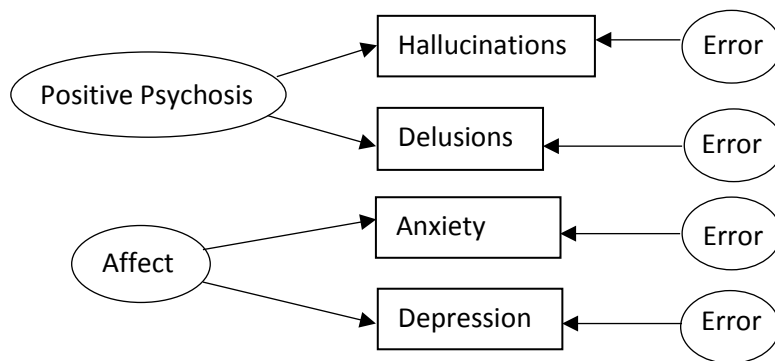 Hallucinations
Error
Positive Psychosis
Delusions
Error
Anxiety
Error
Affect
Depression
Error